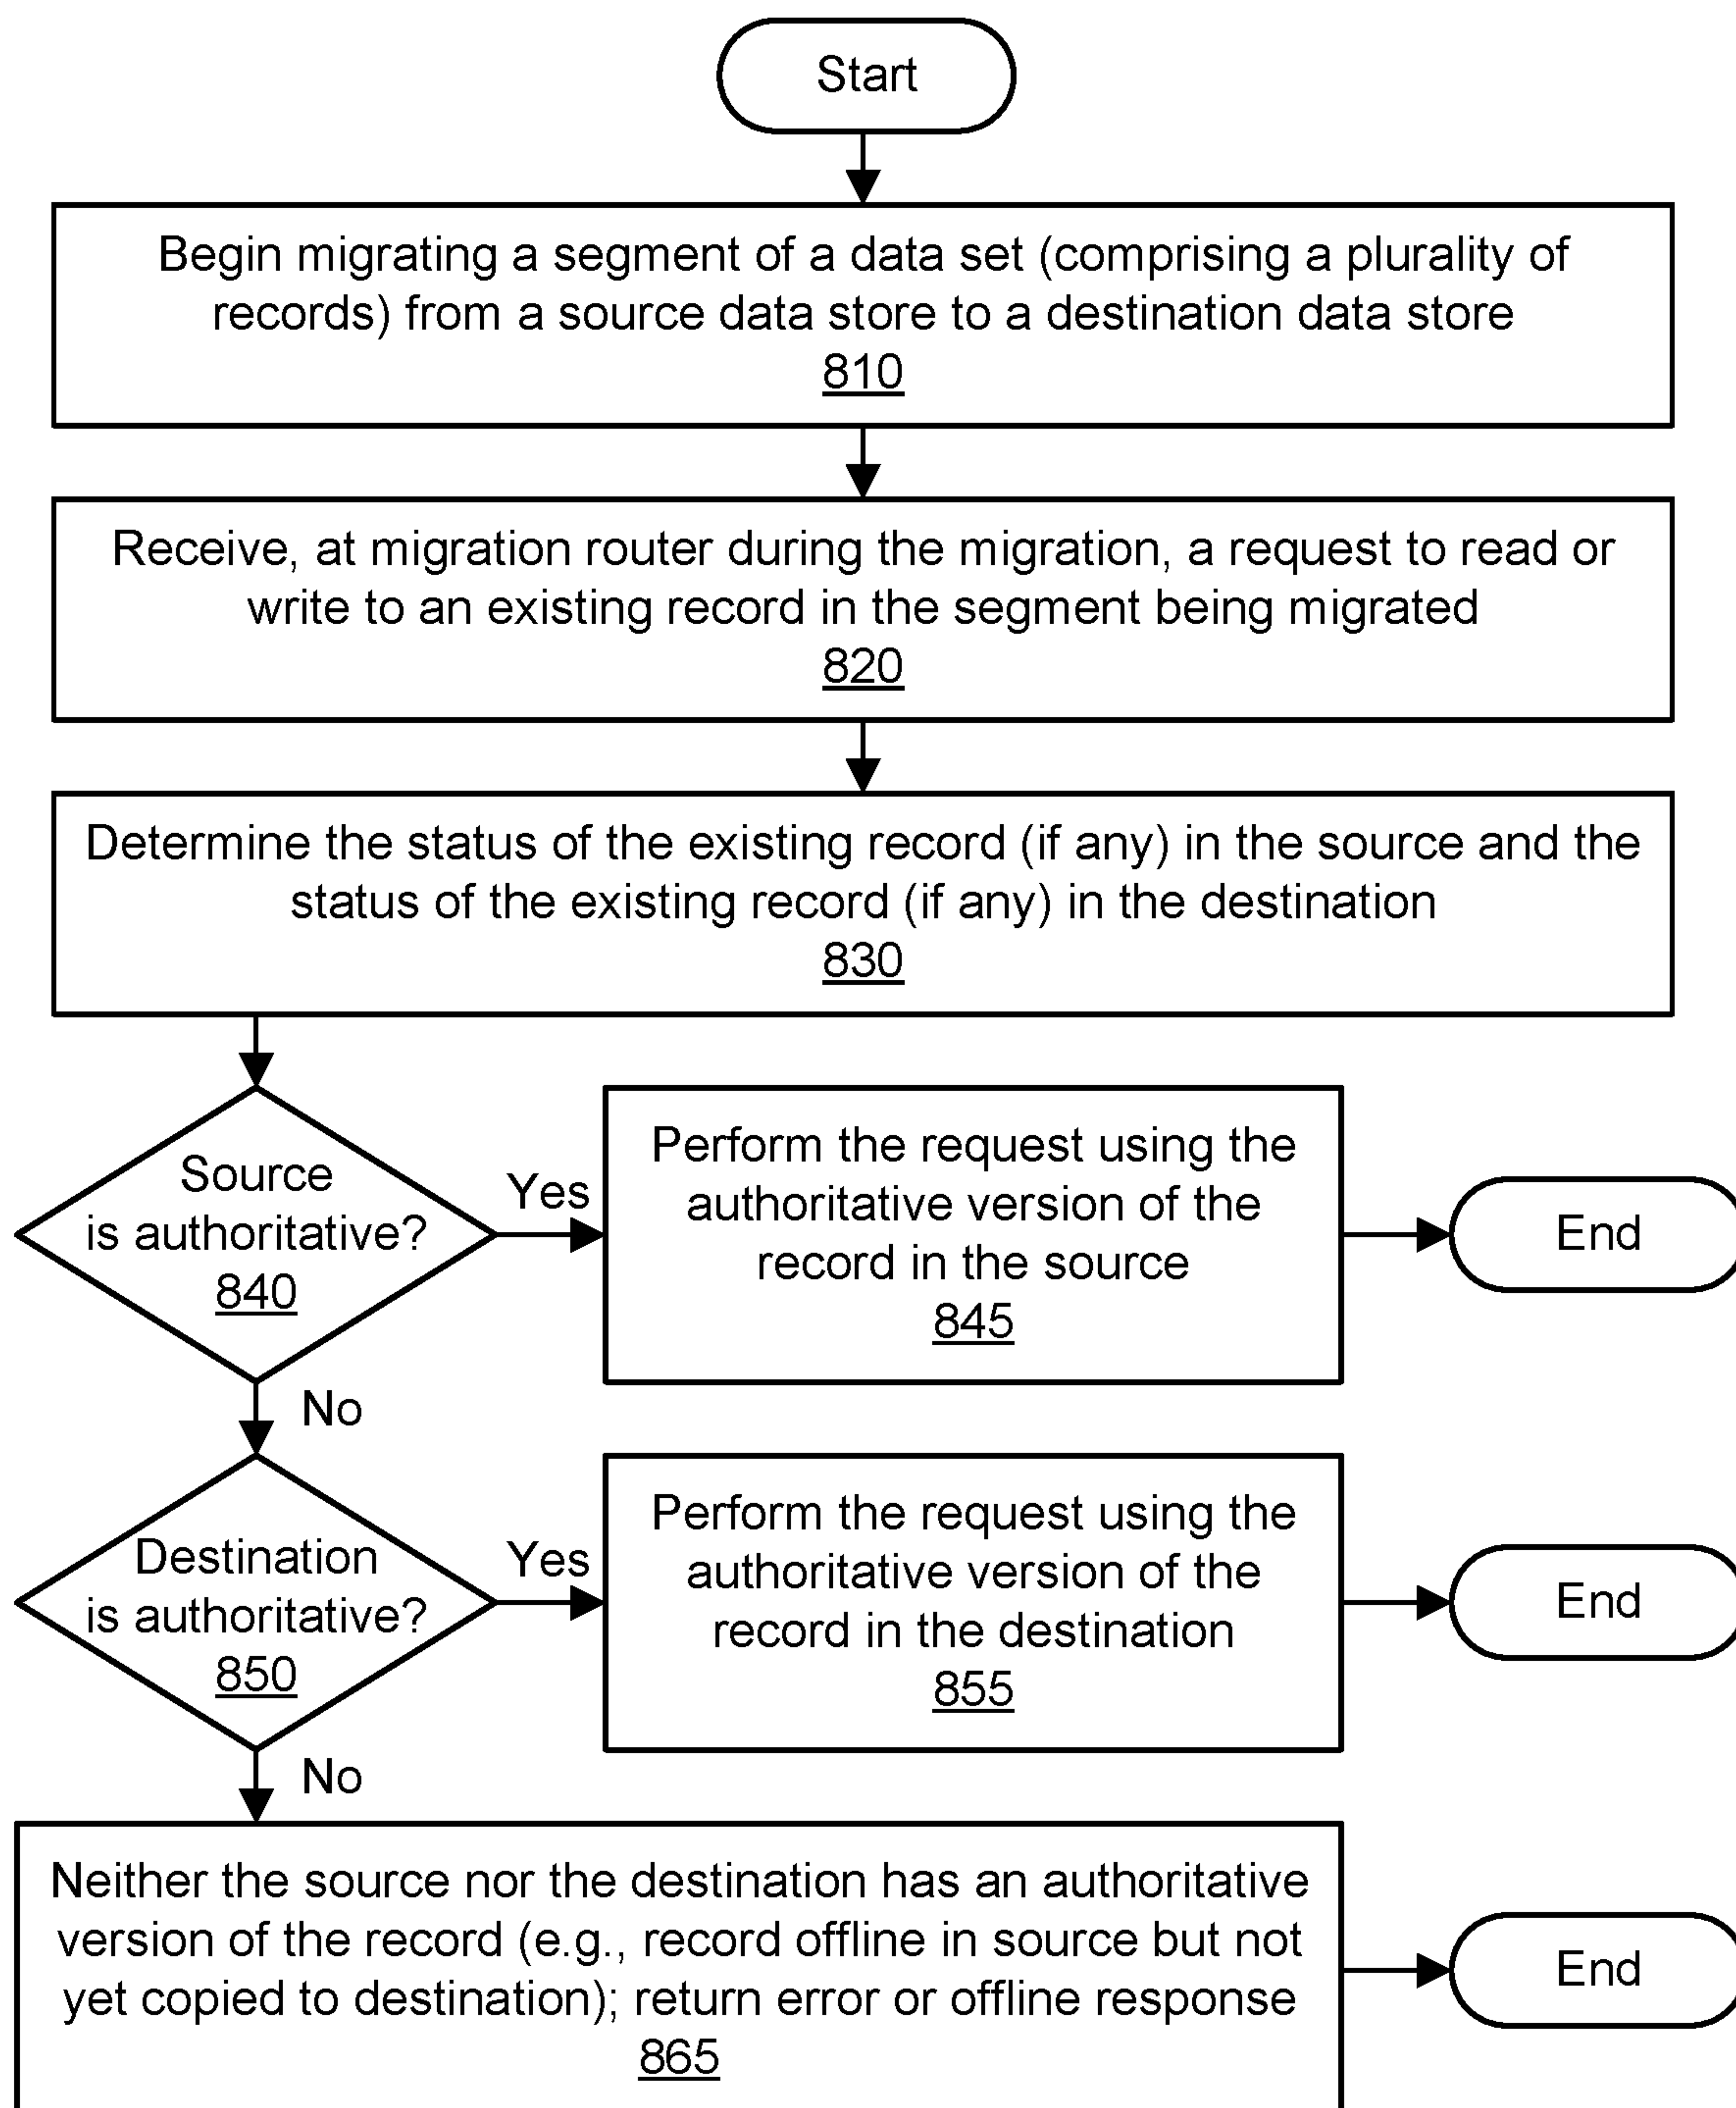 Start
Begin migrating a segment of a data set (comprising a plurality of
records) from a source data store to a destination data store
810
Receive, at migration router during the migration, a request to read or
write to an existing record in the segment being migrated
820
Determine the status of the existing record (if any) in the source and the
status of the existing record (if any) in the destination
830
Source
is authoritative?
840
Yes
Perform the request using the
authoritative version of the
record in the source
845
End
No
Destination
is authoritative?
850
Yes
Perform the request using the
authoritative version of the
record in the destination
855
End
No
Neither the source nor the destination has an authoritative
version of the record (e.g., record offline in source but not
yet copied to destination); return error or offline response
865
End